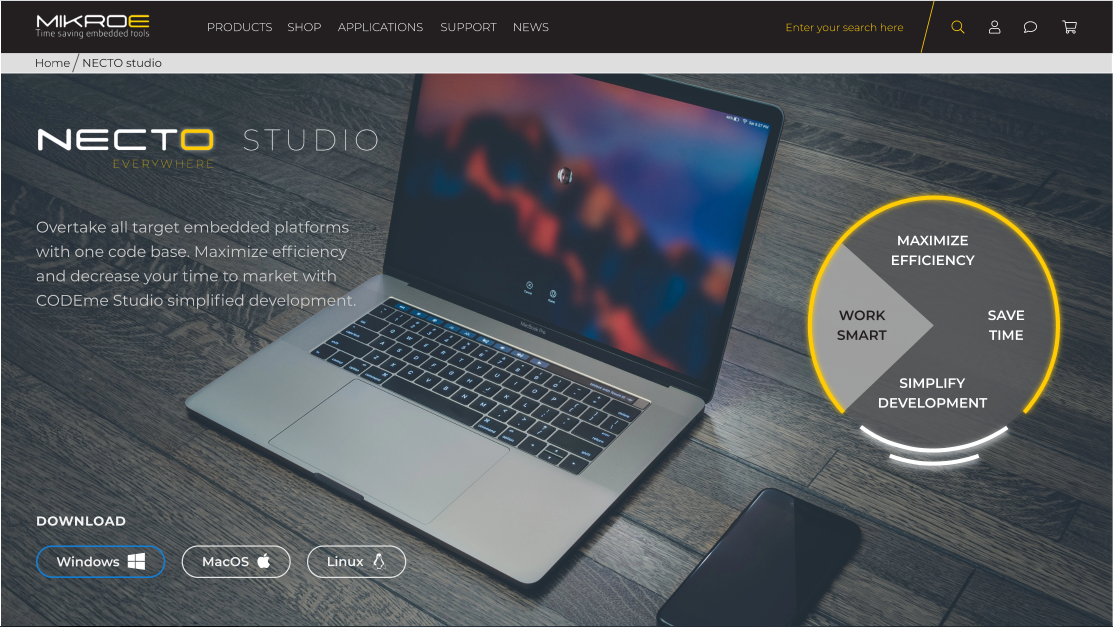 MIKROE
Time saving embedded tools
PRODUCTS SHOP APPLICATIONS SUPPORT NEWS
Enter your search here
Home / NECTO studio
NECTO STUDIO
EVERYWHERE
Overtake all target embedded platforms
with one code base. Maximize efficiency
and decrease your time to market with
CODEme Studio simplified development.
MAXIMIZE
EFFICIENCY
WORK
SMART
SAVE
TIME
SIMPLIFY
DEVELOPMENT
MacBook Pro
DOWNLOAD
Windows
MacOS
Linux